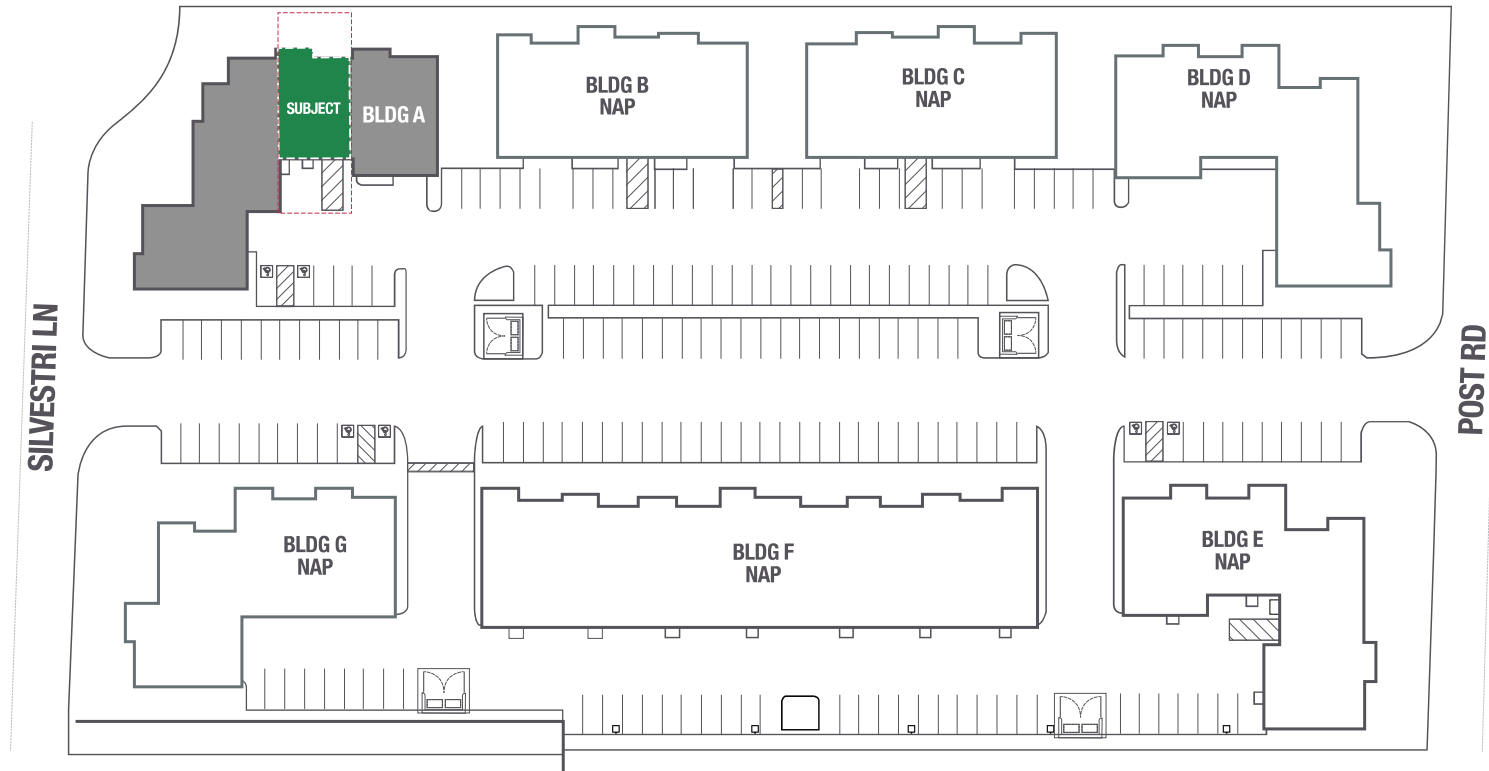 SUBJECT
BLDG A
BLDG B
NAP
BLDG C
NAP
BLDG D
NAP
SILVESTRI LN
POST RD
BLDG G
NAP
BLDG F
NAP
BLDG E
NAP